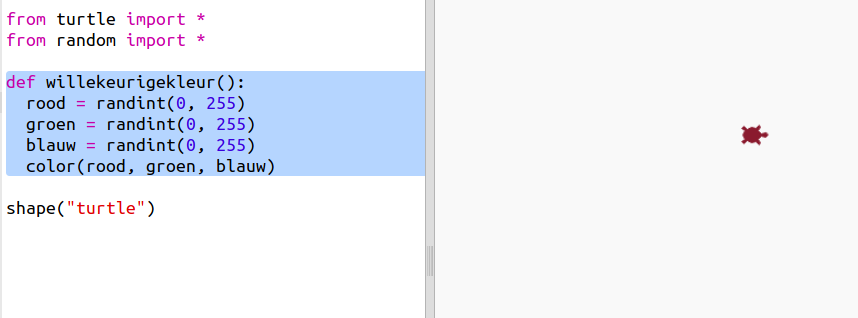 from turtle import *
from random import *
def willekeurigekleur():
rood = randint(0, 255)
groen = randint(0, 255)
blauw = randint(0, 255)
color(rood, groen, blauw)
shape("turtle")